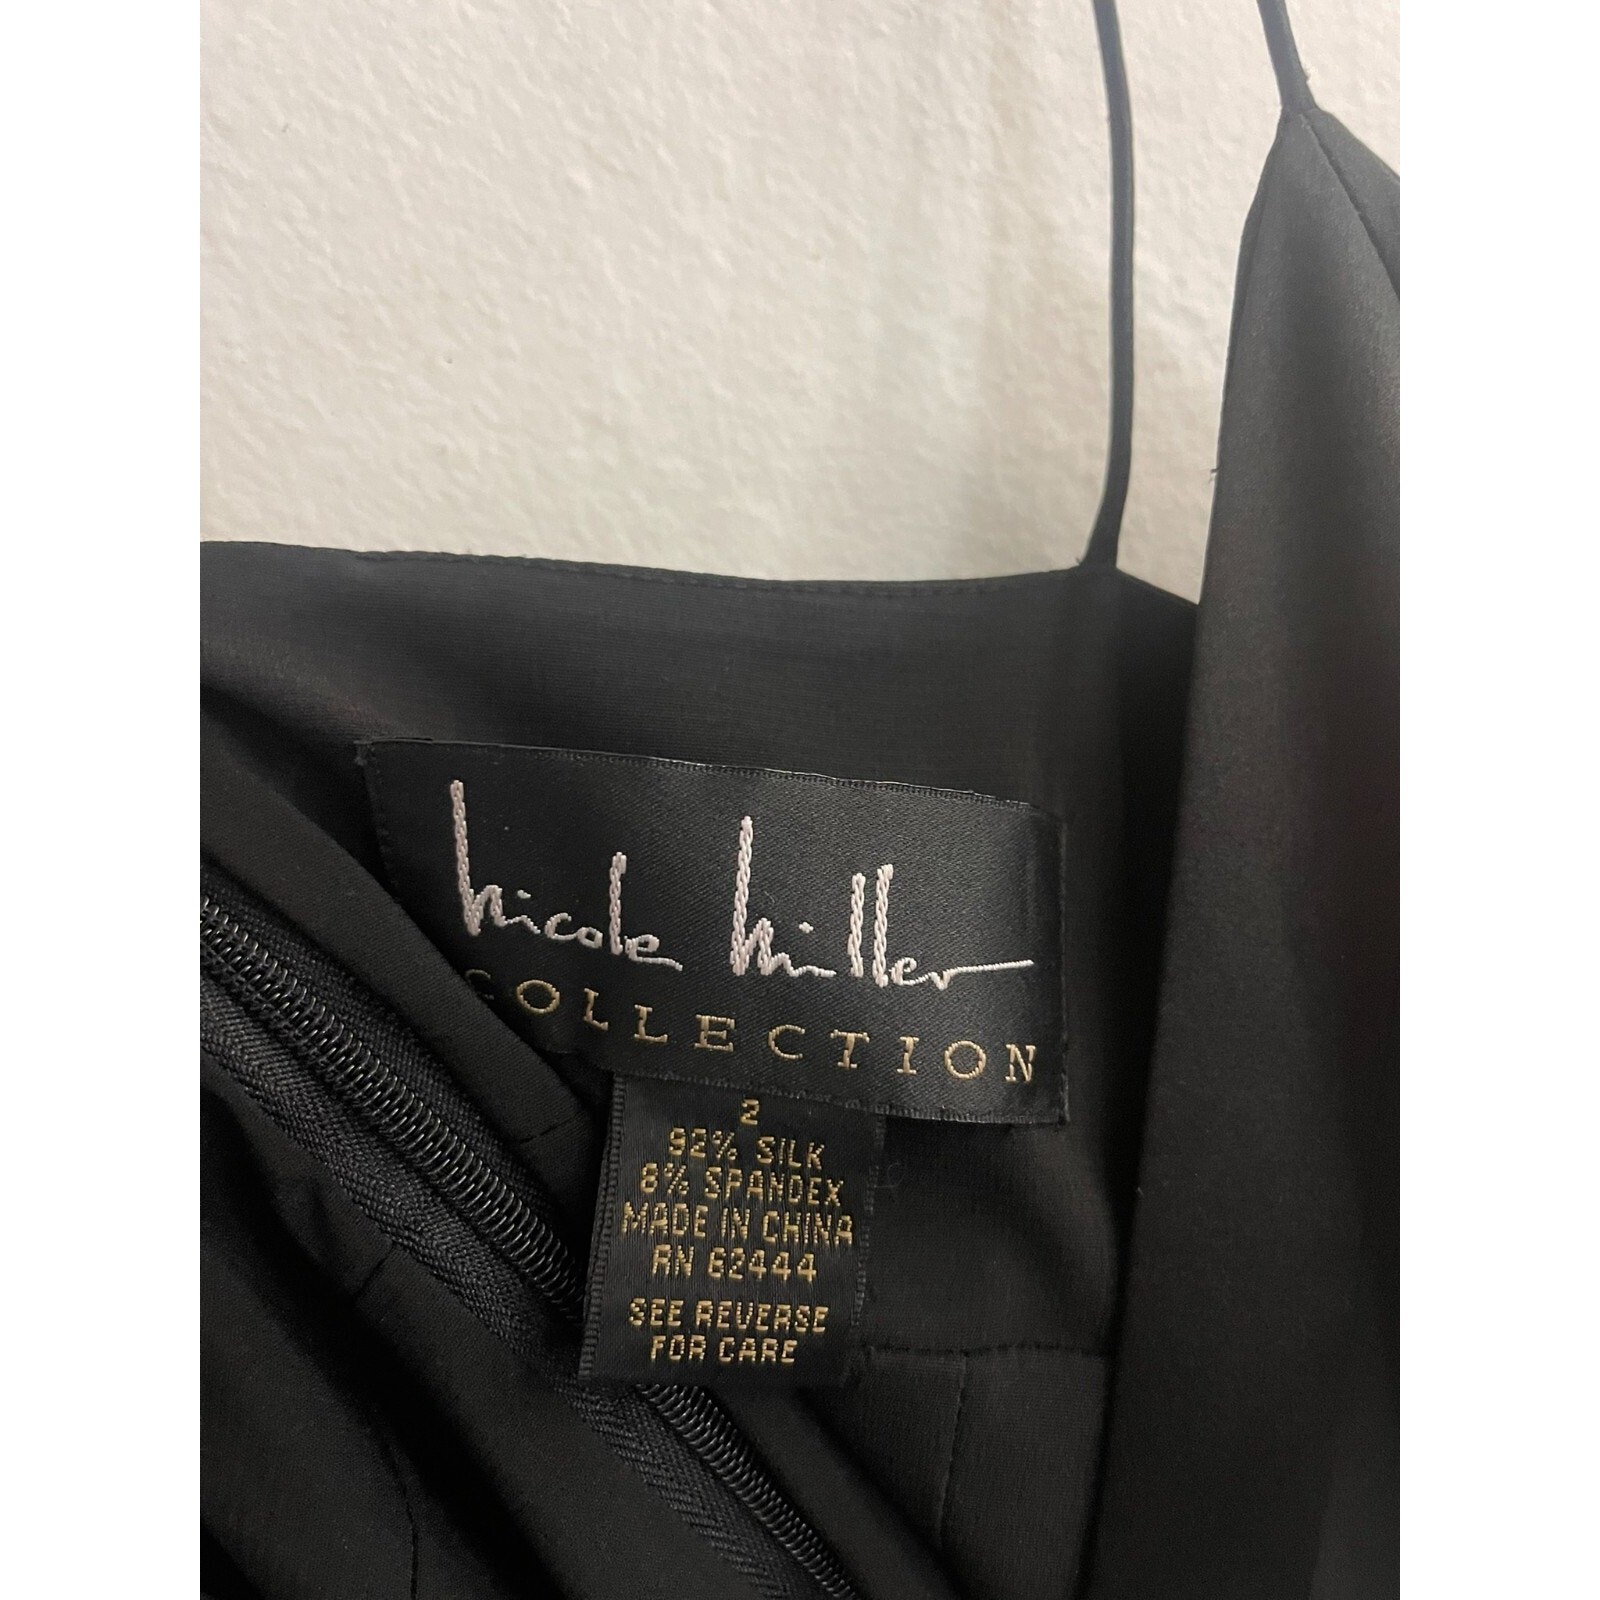 nicole miller
COLLECTION
2
92% SILK
8% SPANDEX
MADE IN CHINA
RN 62444
SEE REVERSE
FOR CARE